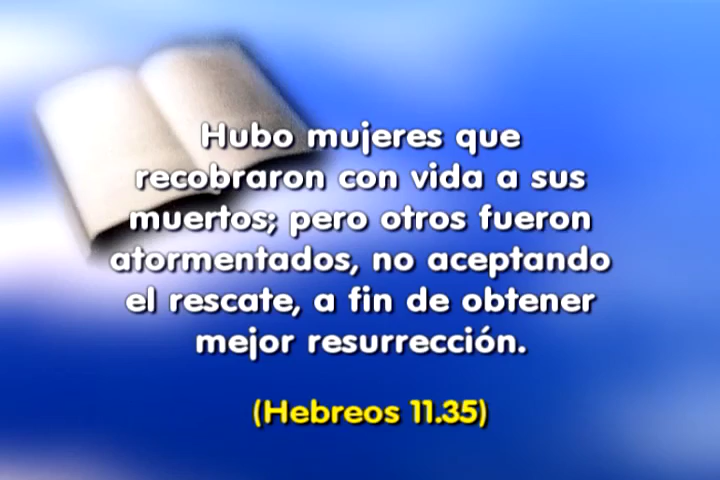 Hubo mujeres que
recobraron con vida a sus
muertos; pero otros fueron
atormentados, no aceptando
el rescate, a fin de obtener
mejor resurrección.
(Hebreos 11.35)